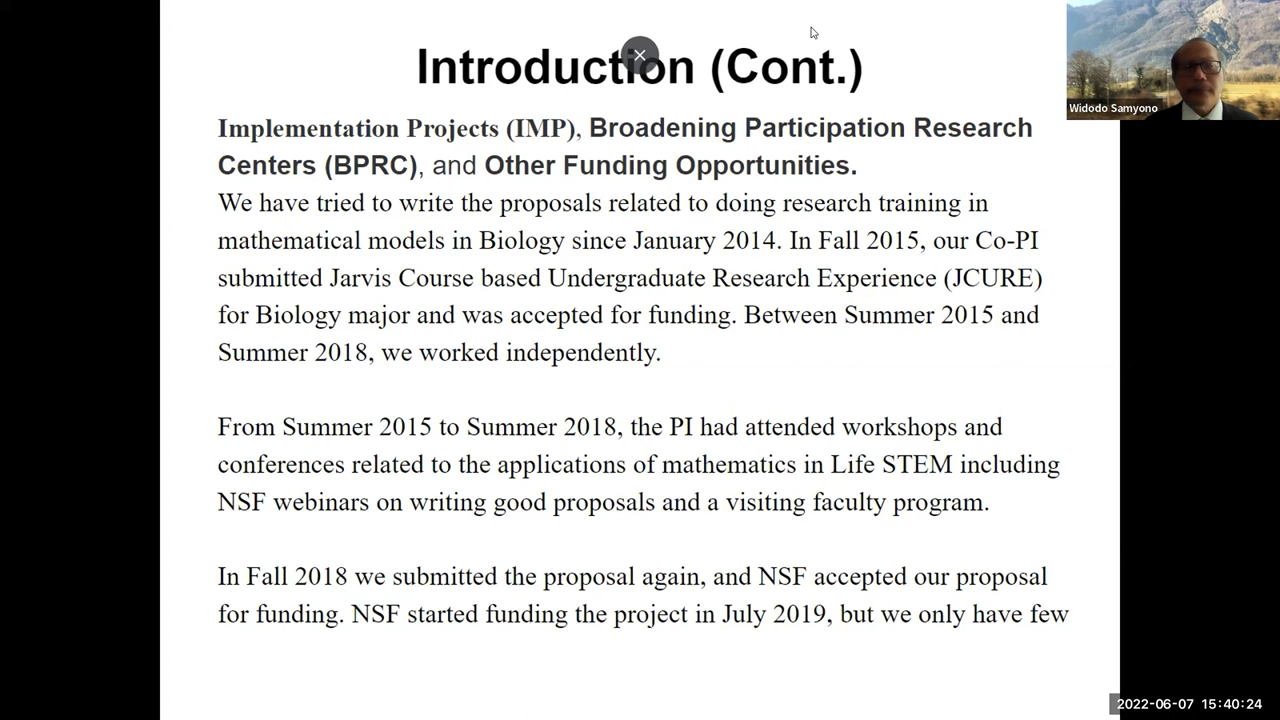 Introduction (Cont.)
Implementation Projects (IMP), Broadening Participation Research
Centers (BPRC), and Other Funding Opportunities.
We have tried to write the proposals related to doing research training in
mathematical models in Biology since January 2014. In Fall 2015, our Co-PI
submitted Jarvis Course based Undergraduate Research Experience (JCURE)
for Biology major and was accepted for funding. Between Summer 2015 and
Summer 2018, we worked independently.
From Summer 2015 to Summer 2018, the PI had attended workshops and
conferences related to the applications of mathematics in Life STEM including
NSF webinars on writing good proposals and a visiting faculty program.
In Fall 2018 we submitted the proposal again, and NSF accepted our proposal
for funding. NSF started funding the project in July 2019, but we only have few
Widodo Samyono
2022-06-07 15:40:24